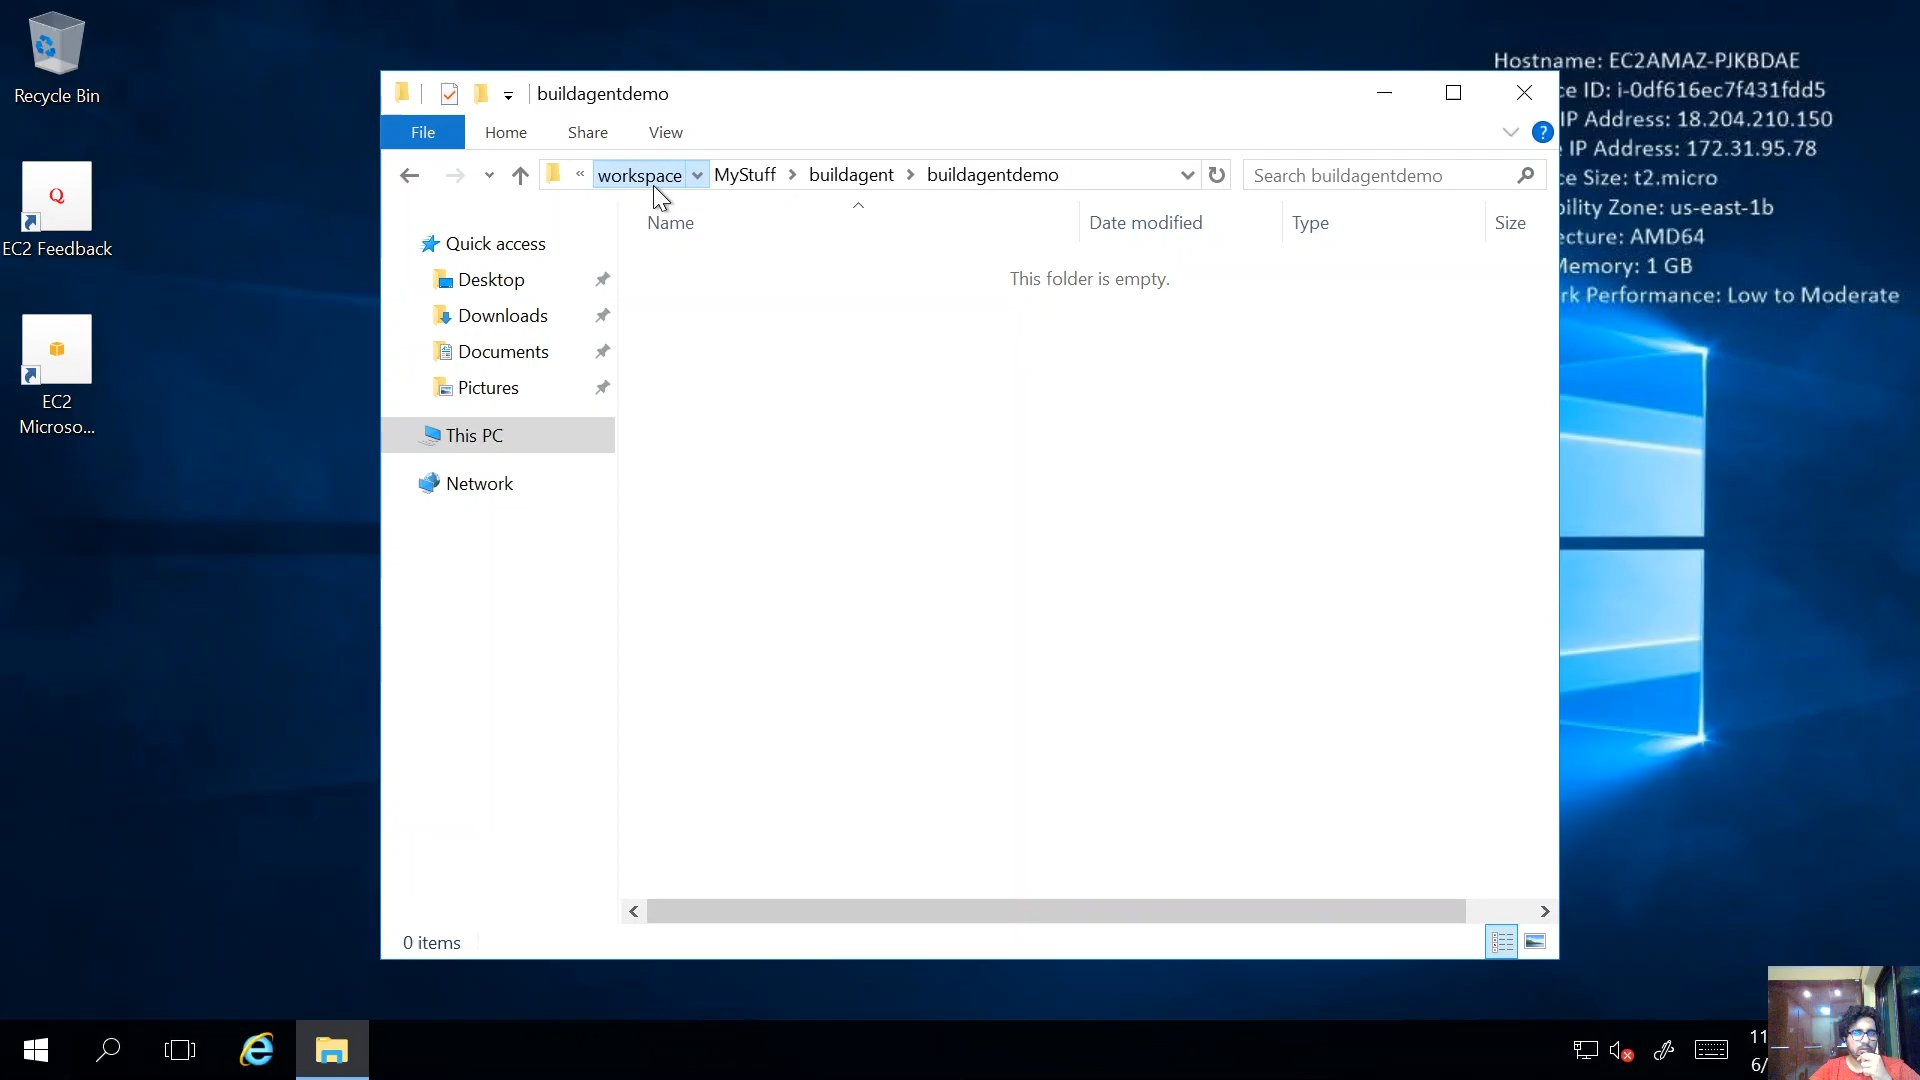 Recycle Bin
EC2 Feedback
EC2
Microso...
Hostname: EC2AMAZ-PJKBDAE
ce ID: i-0df616ec7f431fdd5
IP Address: 18.204.210.150
IP Address: 172.31.95.78
ce Size: t2.micro
bility Zone: us-east-1b
ecture: AMD64
Memory: 1 GB
rk Performance: Low to Moderate
buildagentdemo
File Home Share View
« workspace MyStuff buildagent buildagentdemo
Search buildagentdemo
Name Date modified Type Size
This folder is empty.
Quick access
Desktop
Downloads
Documents
Pictures
This PC
Network
0 items
11
6/